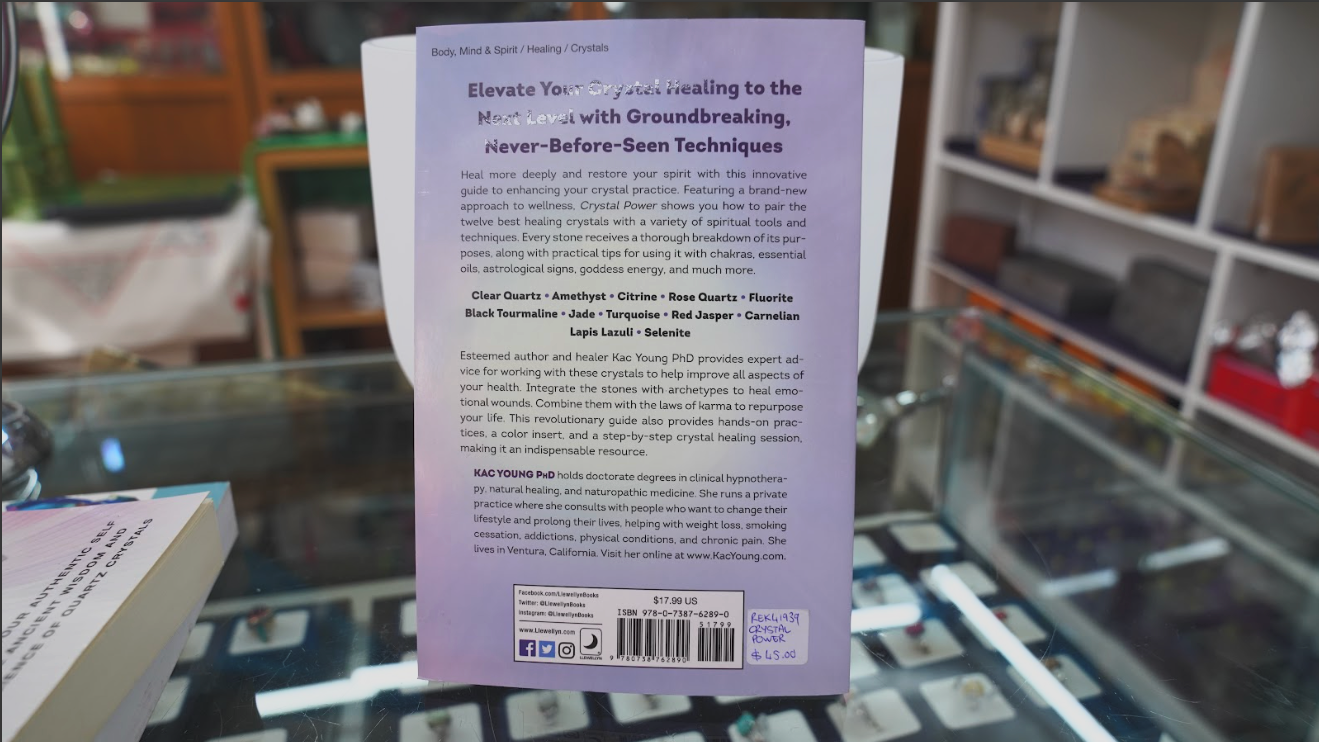 Body, Mind & Spirit / Healing / Crystals
Elevate Your Crystal Healing to the
Next Level with Groundbreaking,
Never-Before-Seen Techniques
Heal more deeply and restore your spirit with this innovative
guide to enhancing your crystal practice. Featuring a brand-new
approach to wellness, Crystal Power shows you how to pair the
twelve best healing crystals with a variety of spiritual tools and
techniques. Every stone receives a thorough breakdown of its pur-
poses, along with practical tips for using it with chakras, essential
oils, astrological signs, goddess energy, and much more.
Clear Quartz • Amethyst • Citrine • Rose Quartz • Fluorite
Black Tourmaline • Jade • Turquoise • Red Jasper • Carnelian
Lapis Lazuli • Selenite
Esteemed author and healer Kac Young PhD provides expert ad-
vice for working with these crystals to help improve all aspects of
your health. Integrate the stones with archetypes to heal emo-
tional wounds. Combine them with the laws of karma to repurpose
your life. This revolutionary guide also provides hands-on prac-
tices, a color insert, and a step-by-step crystal healing session,
making it an indispensable resource.
KAC YOUNG PhD holds doctorate degrees in clinical hypnothera-
py, natural healing, and naturopathic medicine. She runs a private
practice where she consults with people who want to change their
lifestyle and prolong their lives, helping with weight loss, smoking
cessation, addictions, physical conditions, and chronic pain. She
lives in Ventura, California. Visit her online at www.KacYoung.com.
Facebook.com/LlewellynBooks
Twitter: @LlewellynBooks
Instagram: @LlewellynBooks
www.Llewellyn.com
LLEWELLYN
$17.99 US
ISBN 978-0-7387-6289-0
51799
9 780738 762890
REK41939
CRYSTAL
POWER
$45.00
OUR AUTHENTIC SELF
ANCIENT WISDOM AND
ENCE OF QUARTZ CRYSTALS